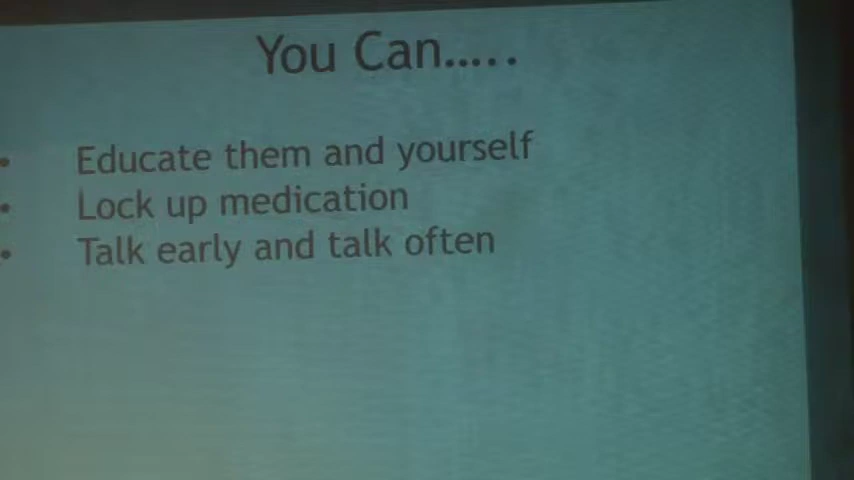 You Can.....
• Educate them and yourself
• Lock up medication
• Talk early and talk often